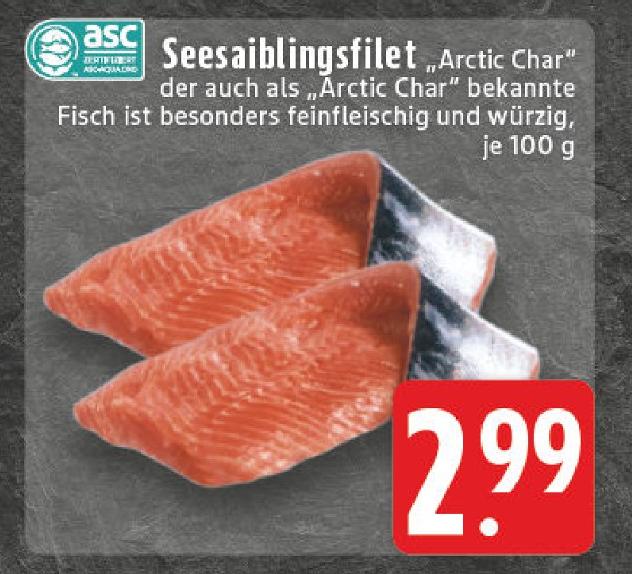 asc
ZERTIFIZIERT
ASC-AQUA.ORG
Seesaiblingsfilet „Arctic Char“
der auch als „Arctic Char“ bekannte
Fisch ist besonders feinfleischig und würzig,
je 100 g
2.99